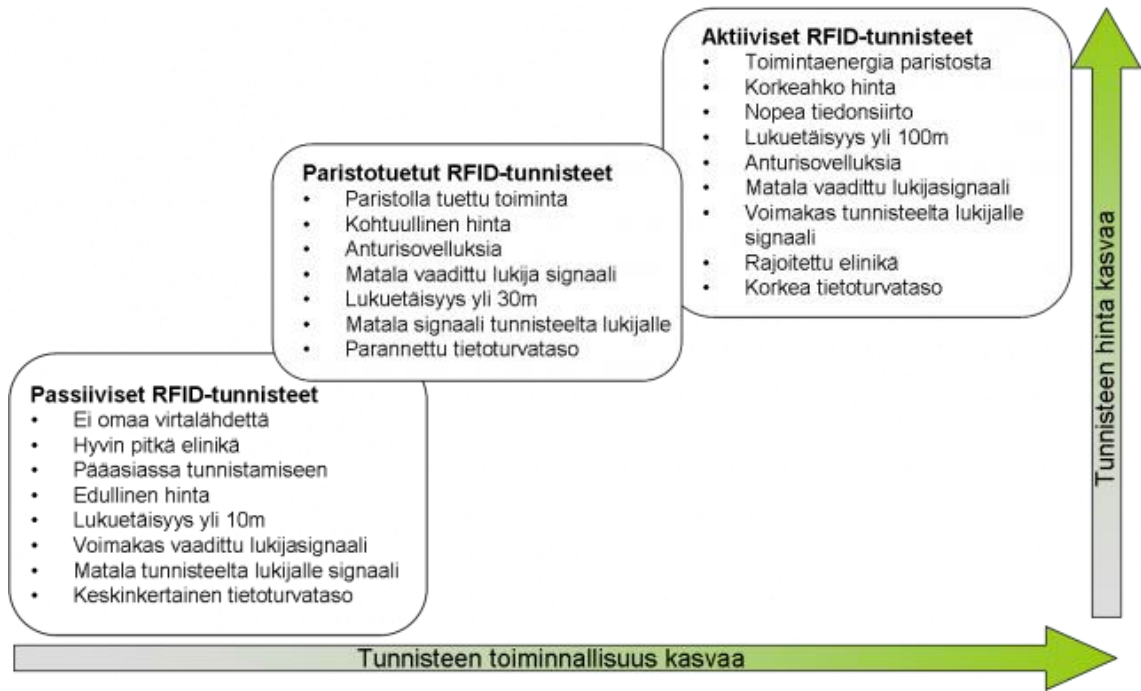 Aktiiviset RFID-tunnisteet
• Toimintaenergia paristosta
• Korkeahko hinta
• Nopea tiedonsiirto
• Lukuetäisyys yli 100m
• Anturisovelluksia
• Matala vaadittu lukijasignaali
• Voimakas tunnisteelta lukijalle
signaali
• Rajoitettu elinikä
• Korkea tietoturvataso
Paristotuetut RFID-tunnisteet
• Paristolla tuettu toiminta
• Kohtuullinen hinta
• Anturisovelluksia
• Matala vaadittu lukija signaali
• Lukuetäisyys yli 30m
• Matala signaali tunnisteelta lukijalle
• Parannettu tietoturvataso
Passiiviset RFID-tunnisteet
• Ei omaa virtalähdettä
• Hyvin pitkä elinikä
• Pääasiassa tunnistamiseen
• Edullinen hinta
• Lukuetäisyys yli 10m
• Voimakas vaadittu lukijasignaali
• Matala tunnisteelta lukijalle signaali
• Keskinkertainen tietoturvataso
Tunnisteen hinta kasvaa
Tunnisteen toiminnallisuus kasvaa